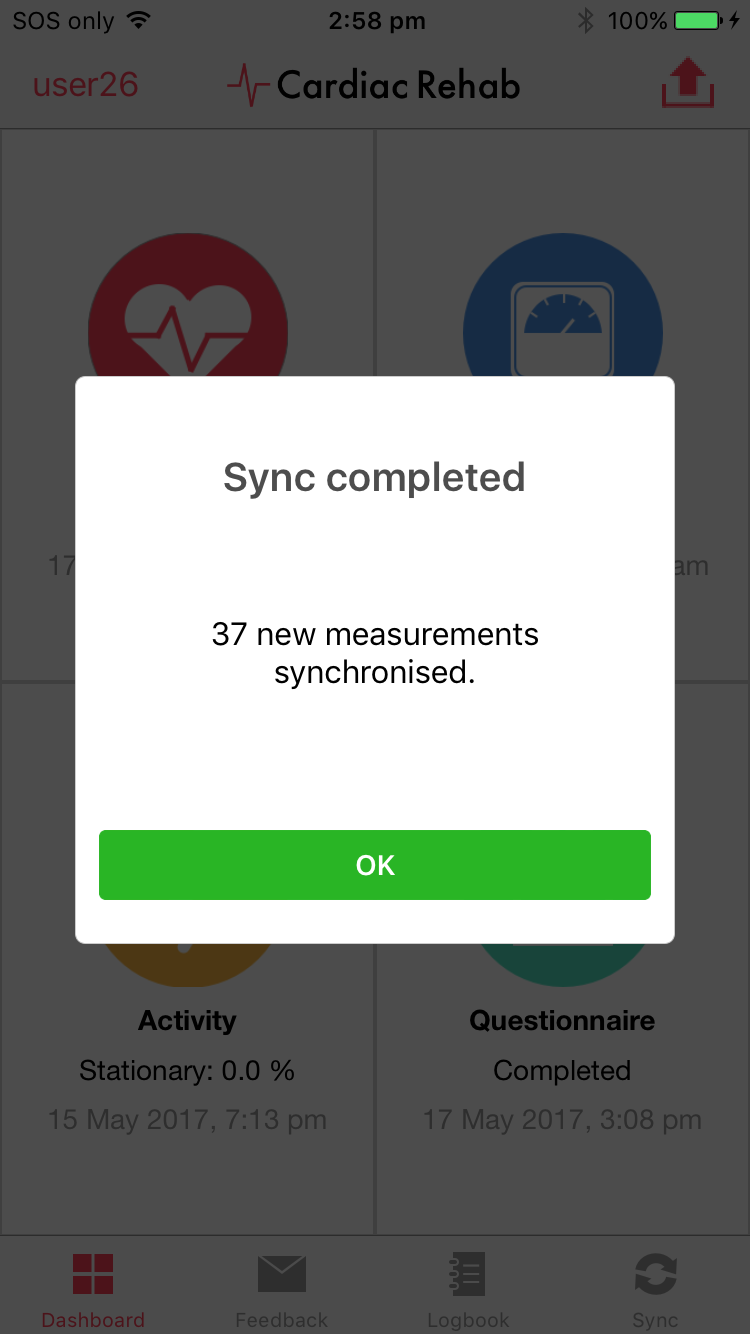 SOS only 2:58 pm 100%
user26 Cardiac Rehab
Sync completed
17 am
37 new measurements
synchronised.
OK
Activity Questionnaire
Stationary: 0.0 % Completed
15 May 2017, 7:13 pm 17 May 2017, 3:08 pm
Dashboard Feedback Logbook Sync